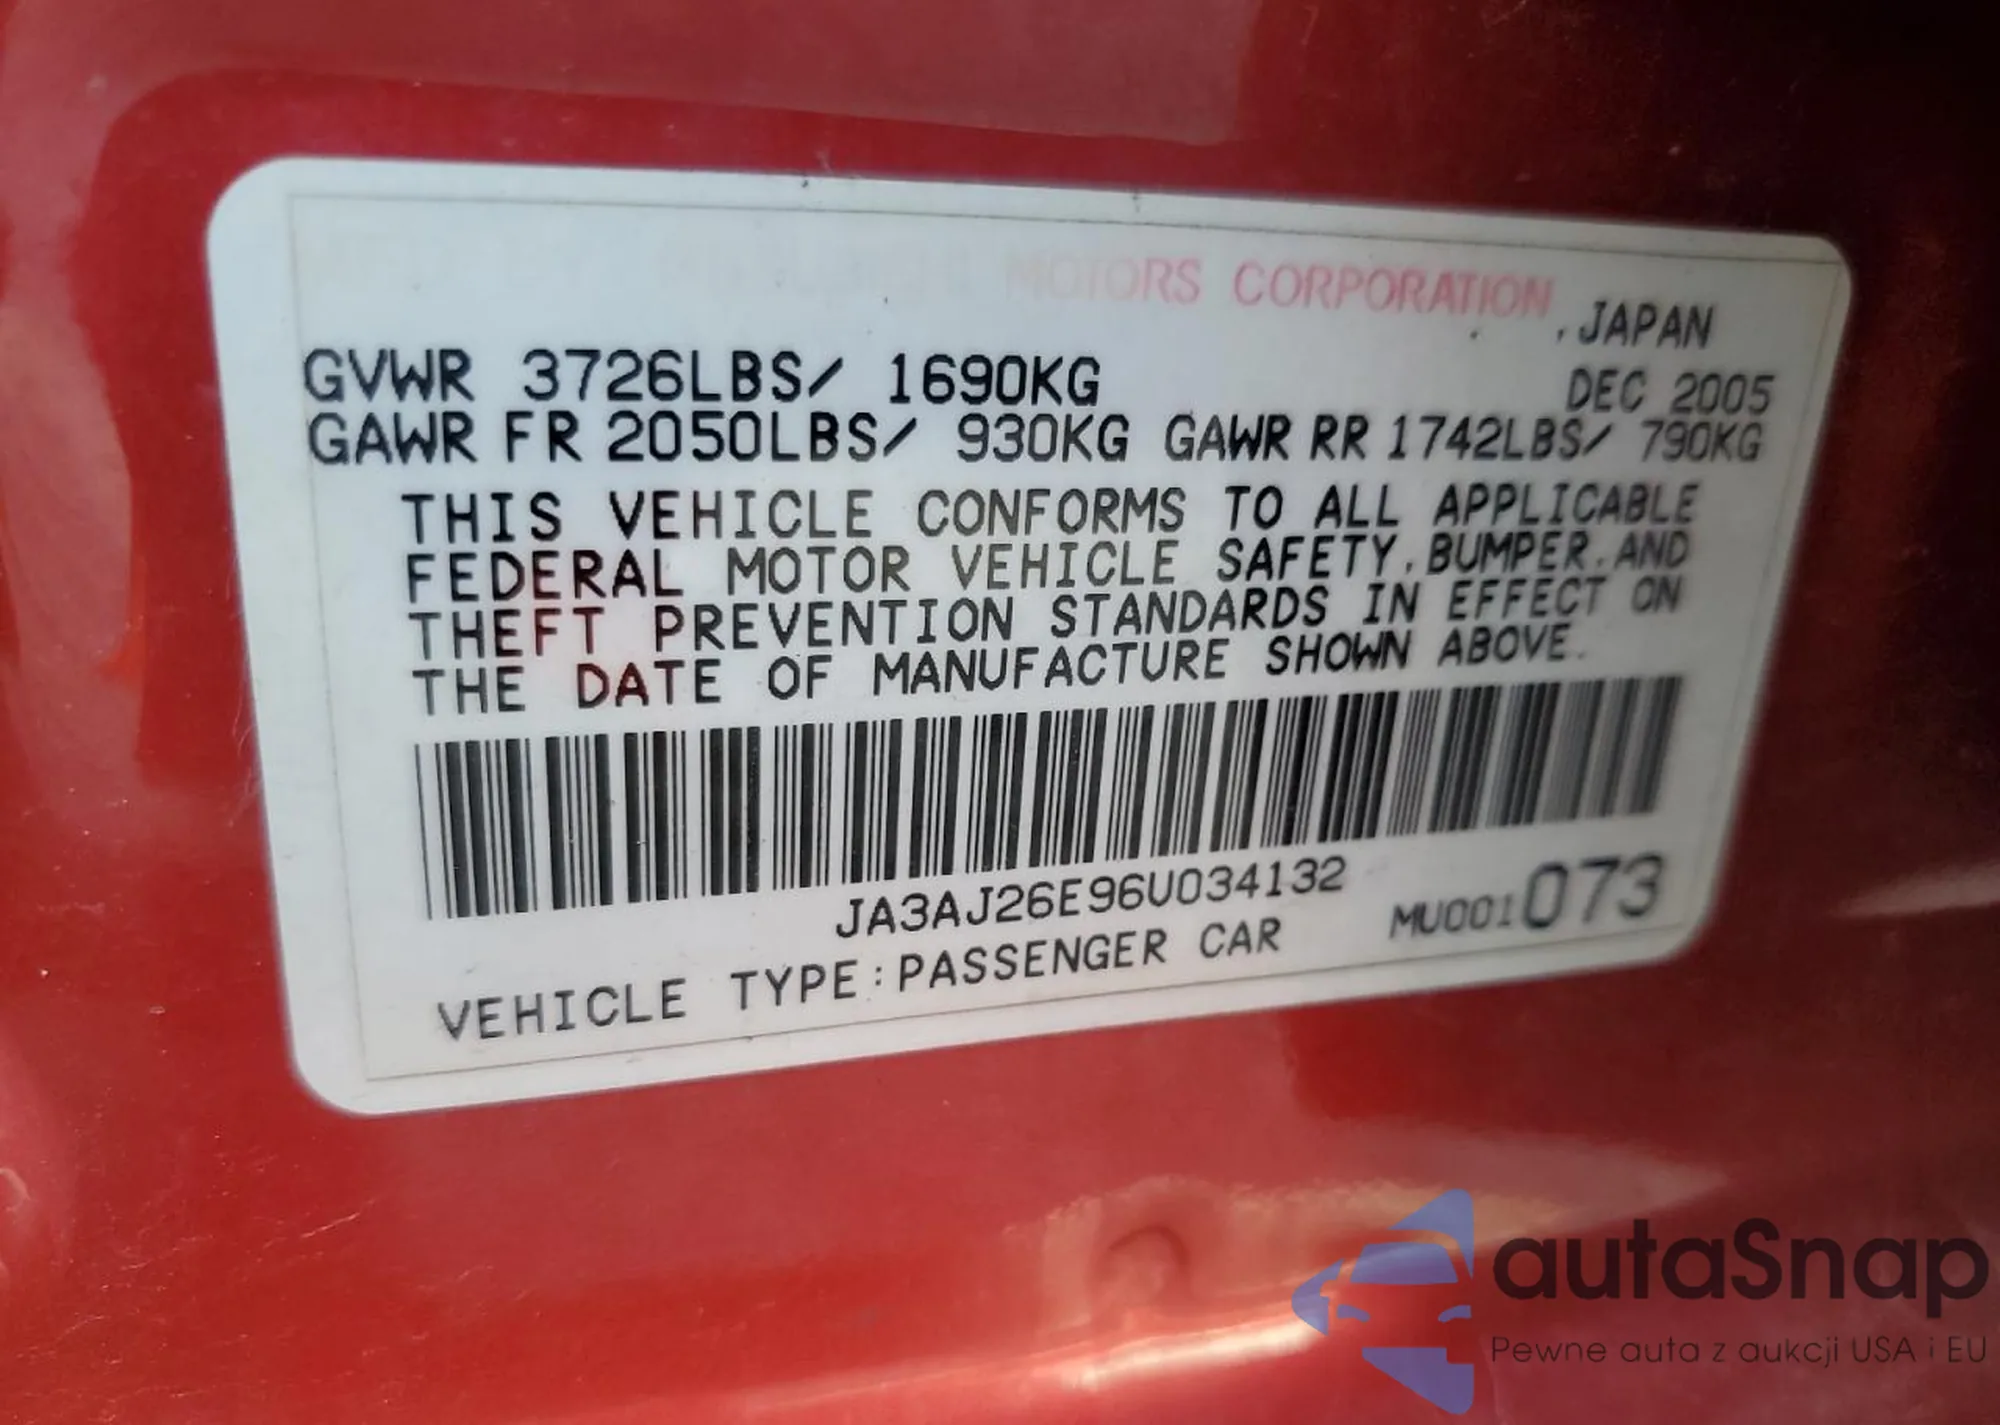 MOTORS CORPORATION
, JAPAN
GVWR 3726LBS/ 1690KG DEC 2005
GAWR FR 2050LBS/ 930KG GAWR RR 1742LBS/ 790KG
THIS VEHICLE CONFORMS TO ALL APPLICABLE
FEDERAL MOTOR VEHICLE SAFETY,BUMPER,AND
THEFT PREVENTION STANDARDS IN EFFECT ON
THE DATE OF MANUFACTURE SHOWN ABOVE.
JA3AJ26E96U034132
MU001073
VEHICLE TYPE:PASSENGER CAR
autaSnap
Pewne auta z aukcji USA i EU